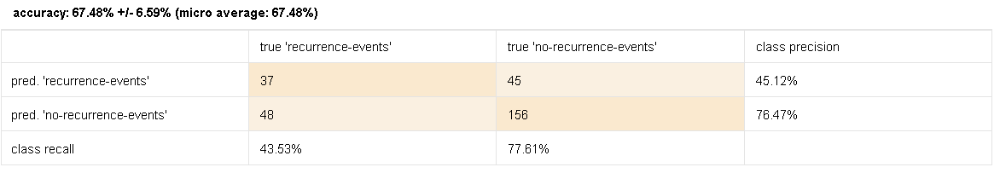 accuracy: 67.48% +/- 6.59% (micro average: 67.48%)
true 'recurrence-events' true 'no-recurrence-events' class precision
pred. 'recurrence-events' 37 45 45.12%
pred. 'no-recurrence-events' 48 156 76.47%
class recall 43.53% 77.61%